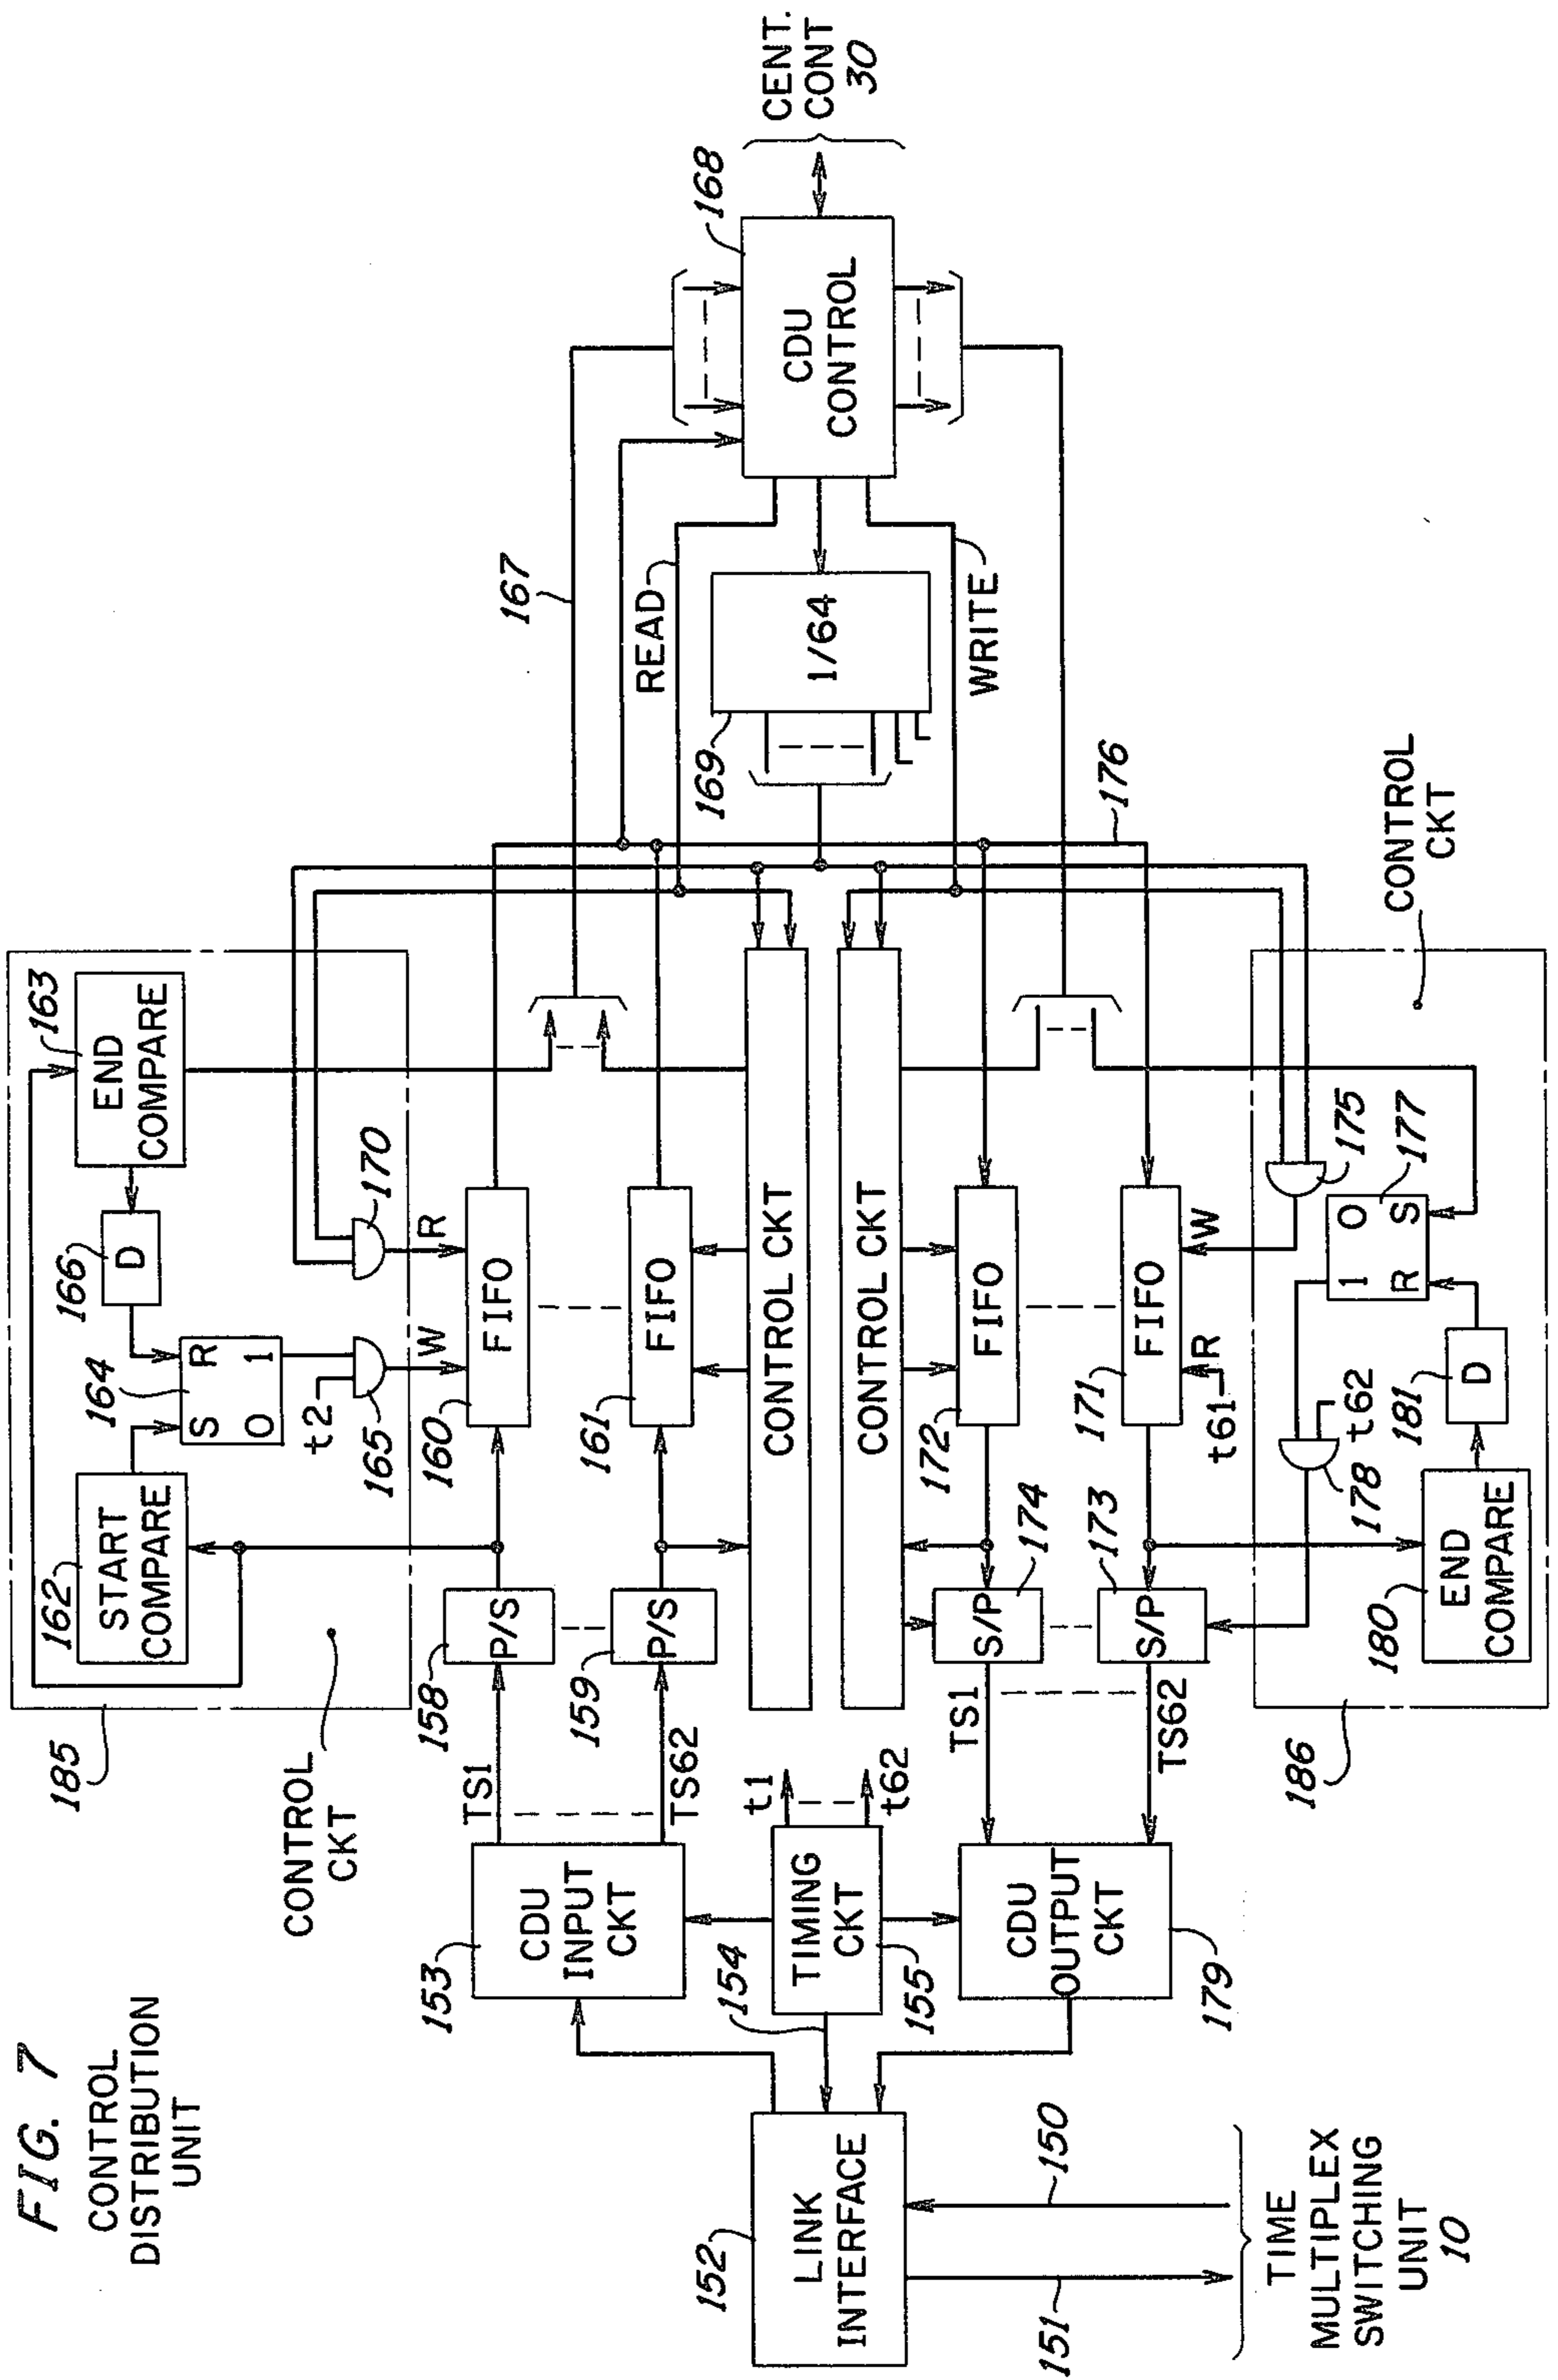 FIG. 7
CONTROL
DISTRIBUTION
UNIT
CONTROL
CKT
185
162
START
COMPARE
163
END
COMPARE
166
D
164
S
R
0
1
t2
165
170
W
R
158
P/S
160
FIFO
159
P/S
161
FIFO
CONTROL CKT
TS1
TS62
153
CDU
INPUT
CKT
154
TIMING
CKT
155
t1
t62
152
LINK
INTERFACE
151
150
TIME
MULTIPLEX
SWITCHING
UNIT
10
CDU
OUTPUT
CKT
179
TS1
TS62
CONTROL CKT
S/P
174
172
FIFO
S/P
173
171
FIFO
t61
R
W
186
180
END
COMPARE
178
t62
181
D
1
0
R
S
177
175
CONTROL
CKT
167
READ
169
1/64
WRITE
176
168
CDU
CONTROL
CENT.
CONT
30